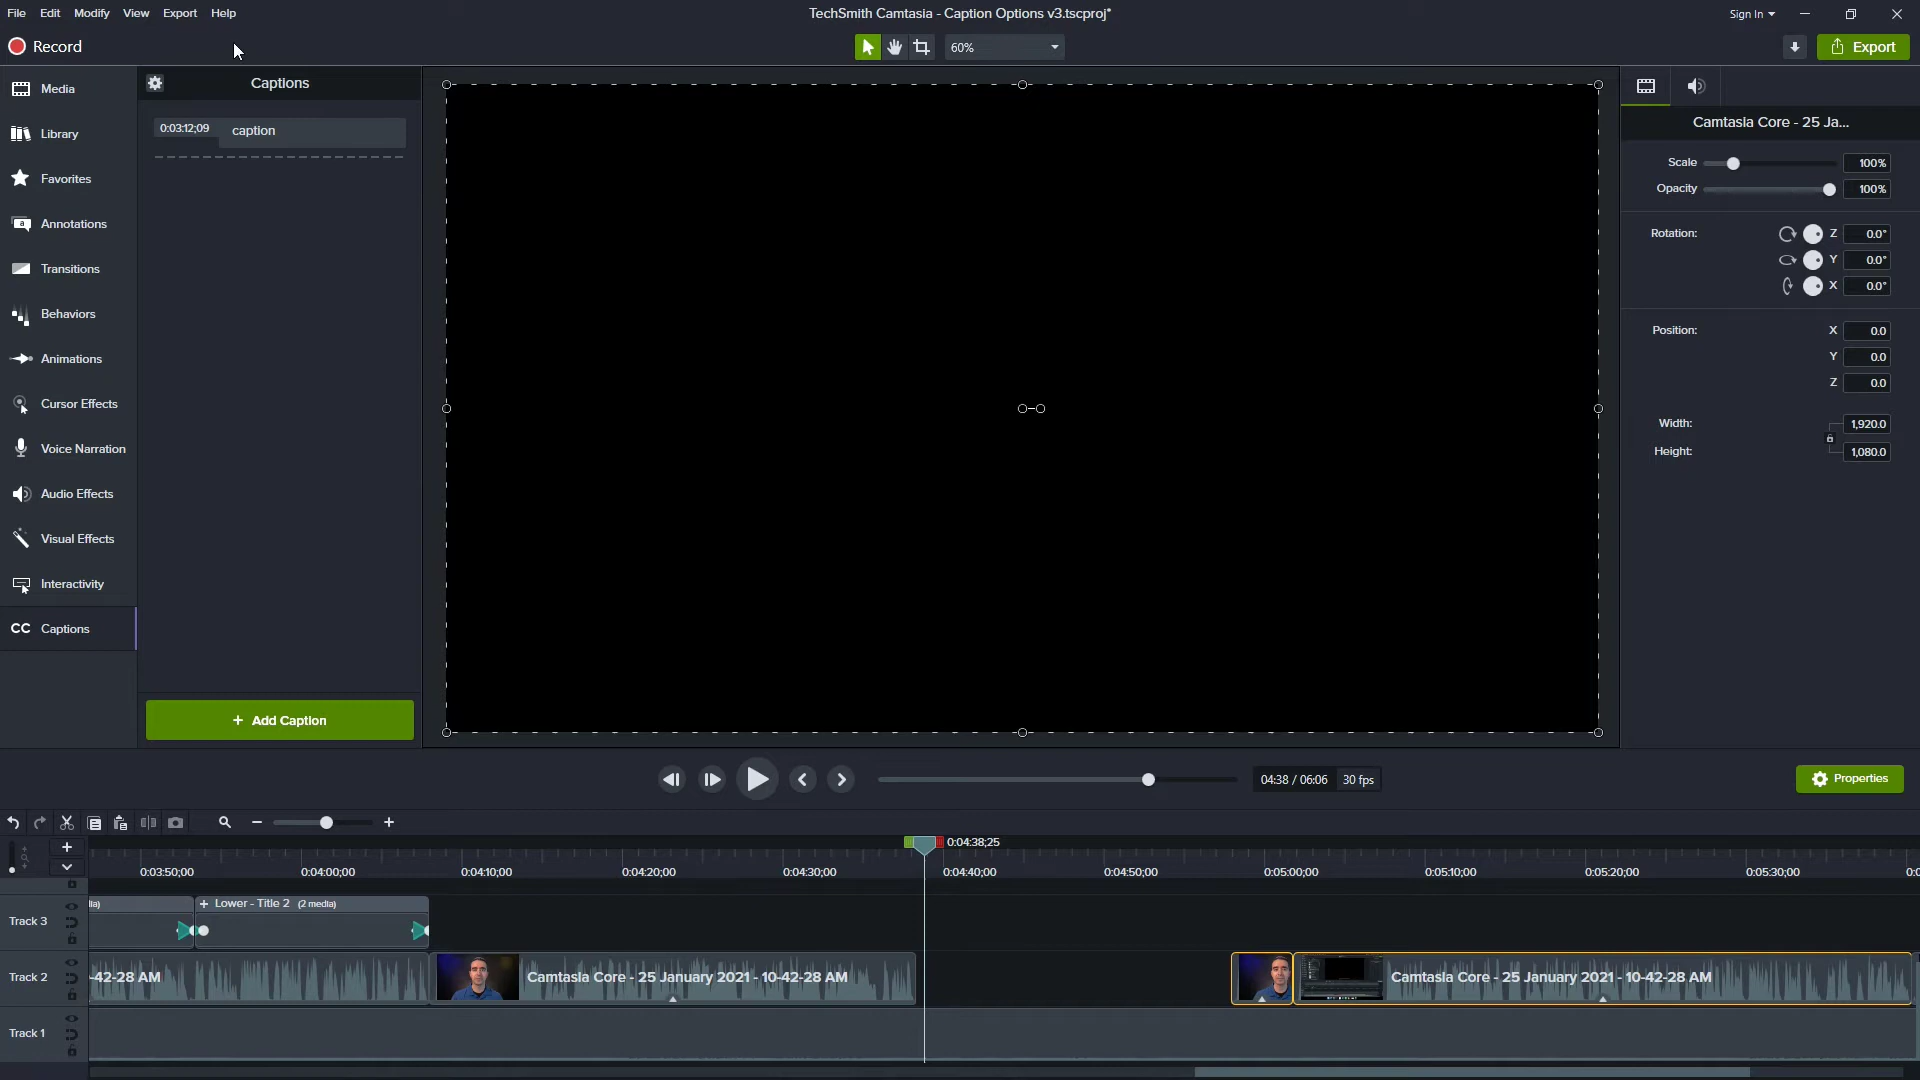 File Edit Modify View Export Help
TechSmith Camtasia - Caption Options v3.tscproj*
Sign In
Record
60%
Export
Media
Library
Favorites
Annotations
Transitions
Behaviors
Animations
Cursor Effects
Voice Narration
Audio Effects
Visual Effects
Interactivity
CC Captions
Captions
0:03:12;09 caption
+ Add Caption
Camtasia Core - 25 Ja...
Scale 100%
Opacity 100%
Rotation: Z 0.0°
Y 0.0°
X 0.0°
Position: X 0.0
Y 0.0
Z 0.0
Width: 1,920.0
Height: 1,080.0
04:38 / 06:06 30 fps
Properties
0:04:38;25
0:03:50;00 0:04:00;00 0:04:10;00 0:04:20;00 0:04:30;00 0:04:40;00 0:04:50;00 0:05:00;00 0:05:10;00 0:05:20;00 0:05:30;00
Track 3
+ Lower - Title 2 (2 media)
Track 2
-42-28 AM
Camtasia Core - 25 January 2021 - 10-42-28 AM
Camtasia Core - 25 January 2021 - 10-42-28 AM
Track 1